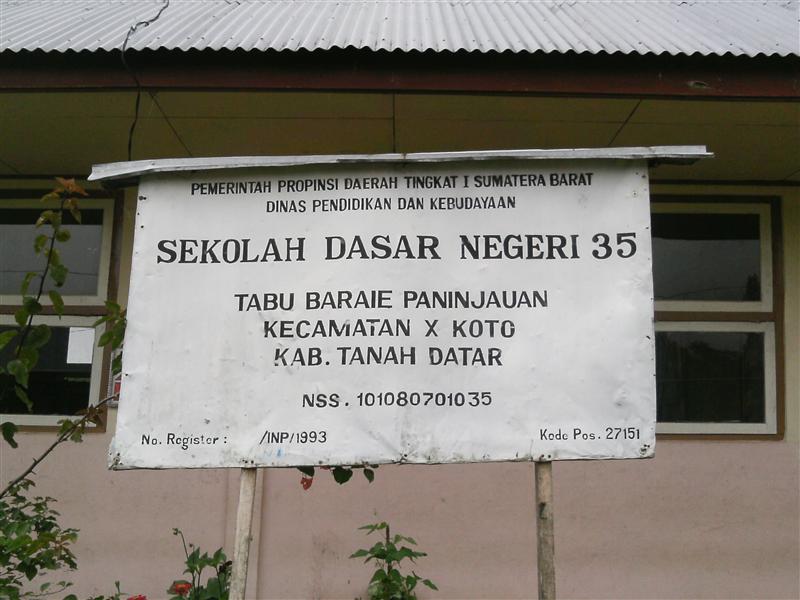 PEMERINTAH PROPINSI DAERAH TINGKAT I SUMATERA BARAT
DINAS PENDIDIKAN DAN KEBUDAYAAN
SEKOLAH DASAR NEGERI 35
TABU BARAIE PANINJAUAN
KECAMATAN X KOTO
KAB. TANAH DATAR
NSS. 101080701035
No. Register : /INP/1993 Kode Pos. 27151